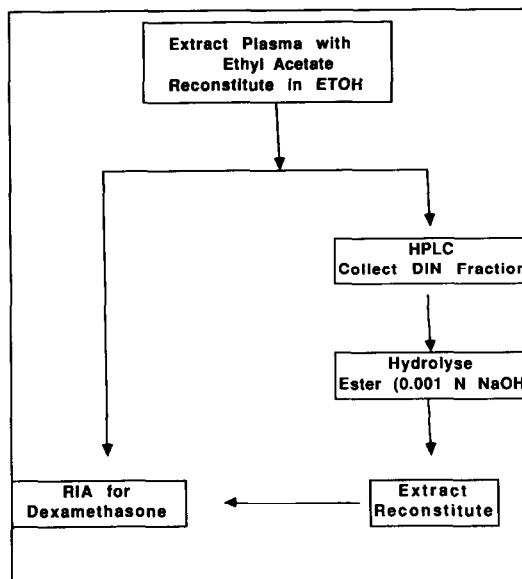 Extract Plasma with
Ethyl Acetate
Reconstitute in ETOH
HPLC
Collect DIN Fraction
Hydrolyse
Ester (0.001 N NaOH
RIA for
Dexamethasone
Extract
Reconstitute